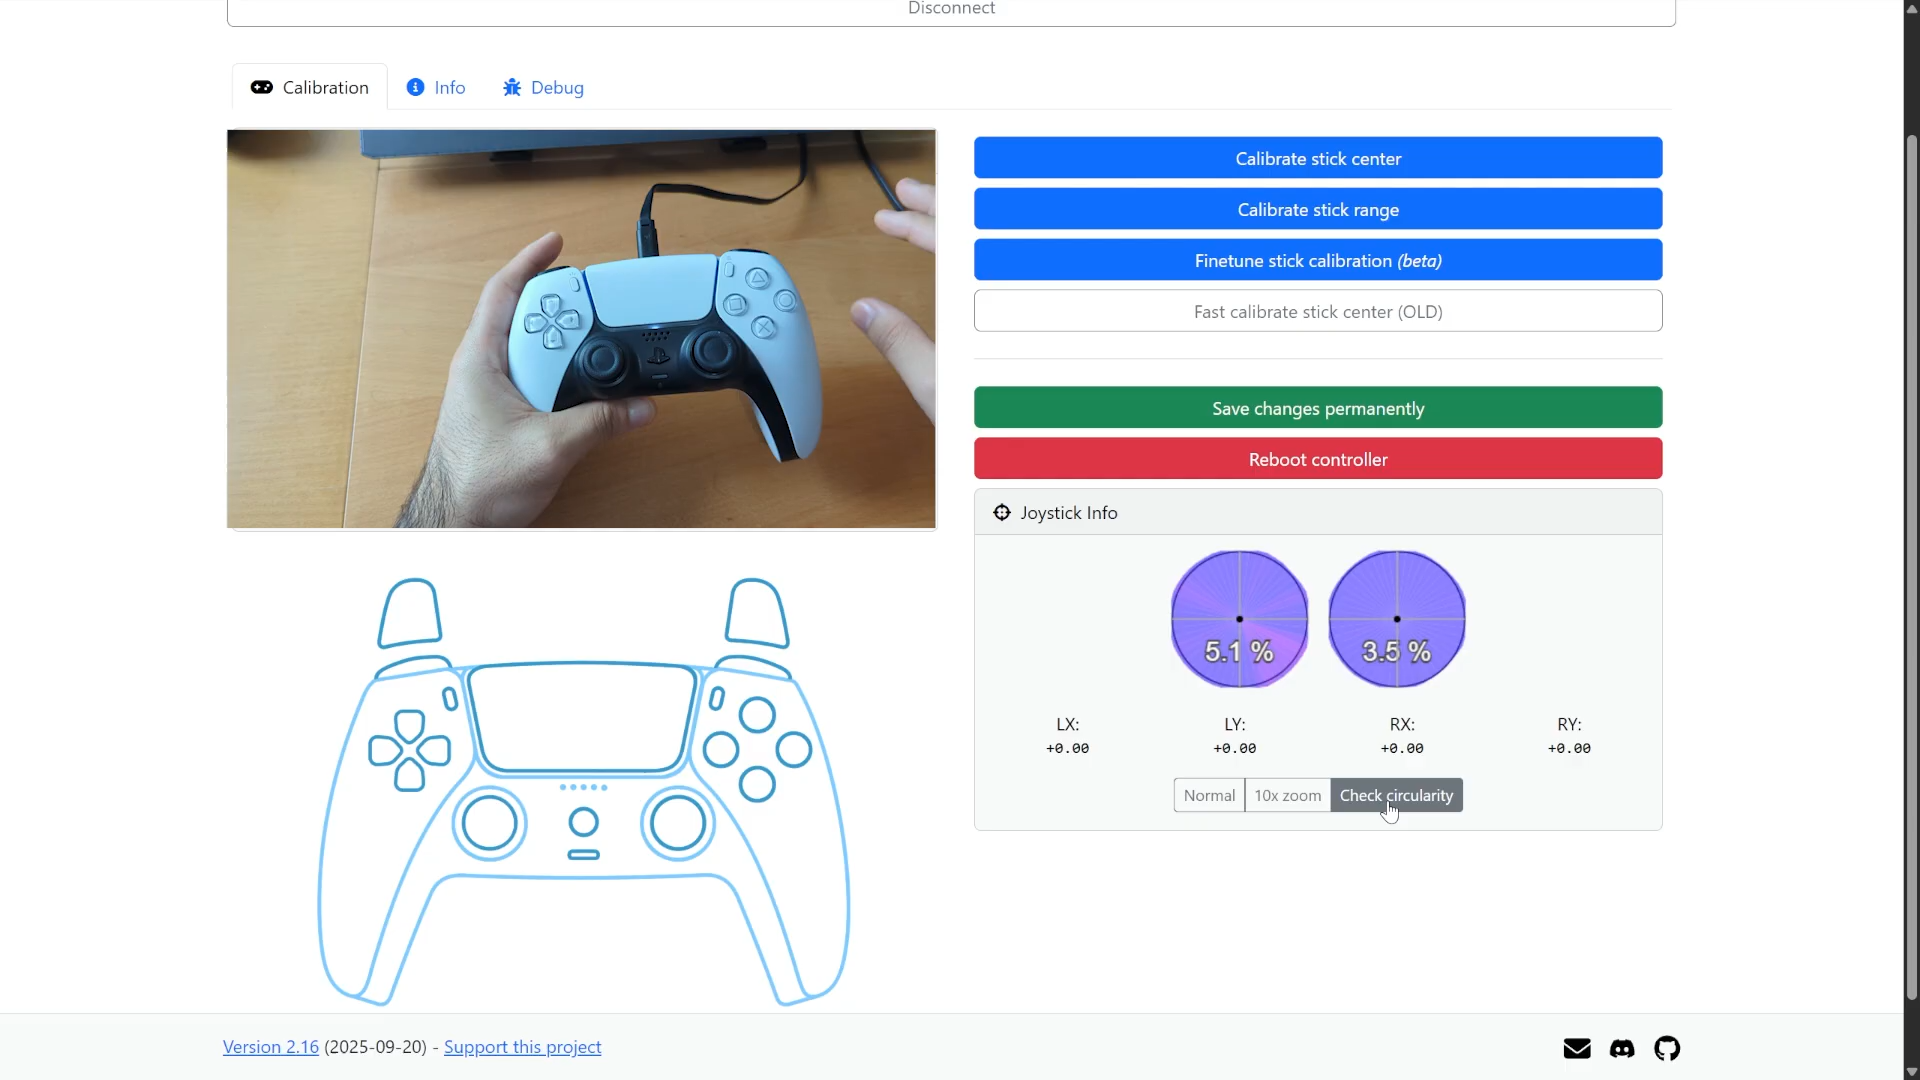 Disconnect
Calibration
Info
Debug
Calibrate stick center
Calibrate stick range
Finetune stick calibration (beta)
Fast calibrate stick center (OLD)
Save changes permanently
Reboot controller
Joystick Info
5.1 %
3.5 %
LX:
LY:
RX:
RY:
+0.00
+0.00
+0.00
+0.00
Normal
10x zoom
Check circularity
Version 2.16 (2025-09-20) - Support this project